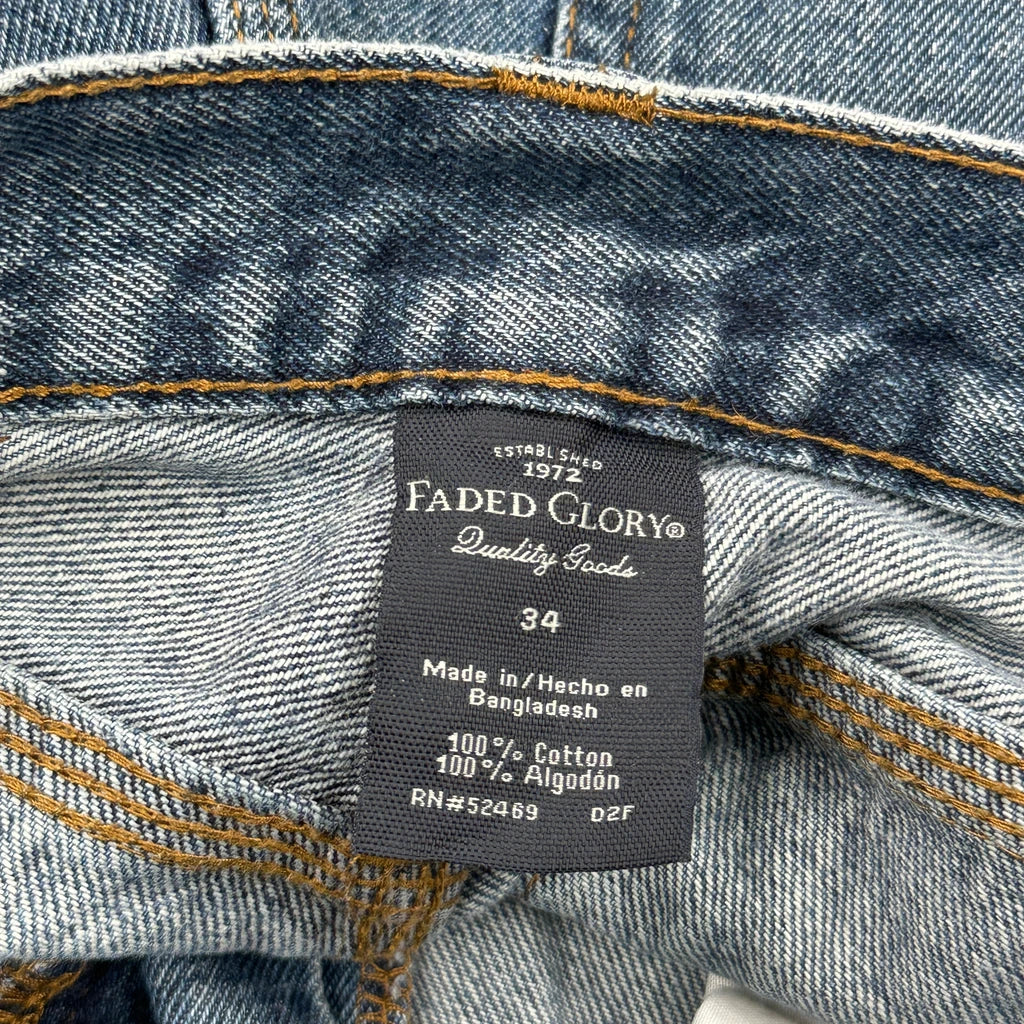 ESTABLISHED
1972
FADED GLORY®
Quality Goods
34
Made in/Hecho en
Bangladesh
100% Cotton
100% Algodón
RN#52469 D2F